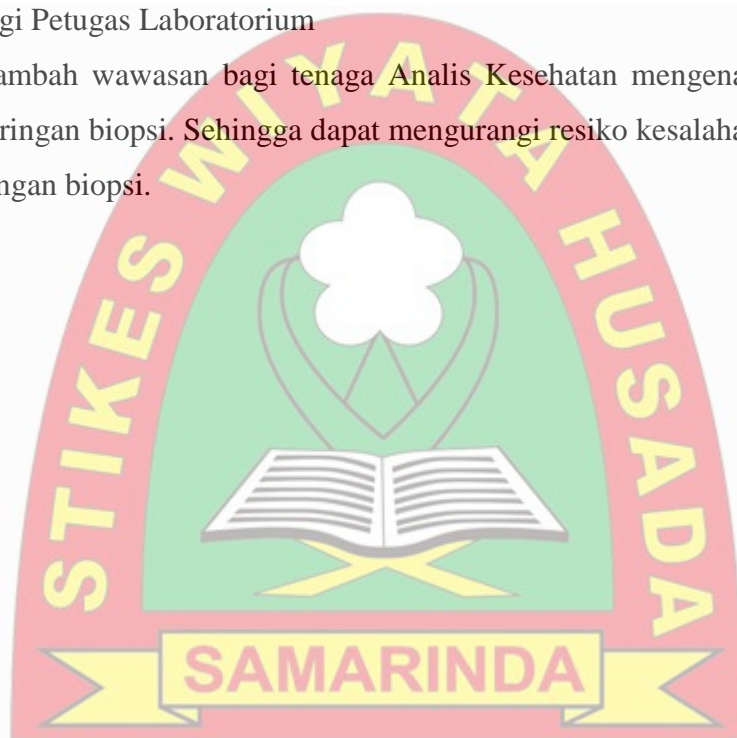 gi Petugas Laboratorium
ambah wawasan bagi tenaga Analis Kesehatan mengena
ringan biopsi. Sehingga dapat mengurangi resiko kesalaha
ngan biopsi.
STIKES WIYATA HUSADA
SAMARINDA